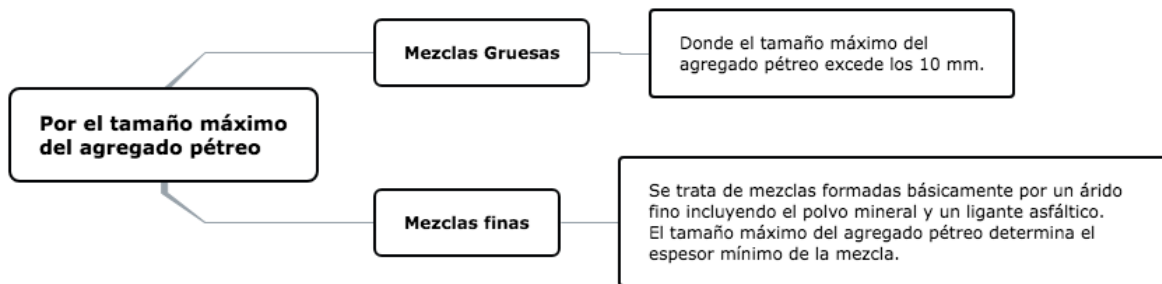 Mezclas Gruesas
Donde el tamaño máximo del
agregado pétreo excede los 10 mm.
Por el tamaño máximo
del agregado pétreo
Mezclas finas
Se trata de mezclas formadas básicamente por un árido
fino incluyendo el polvo mineral y un ligante asfáltico.
El tamaño máximo del agregado pétreo determina el
espesor mínimo de la mezcla.